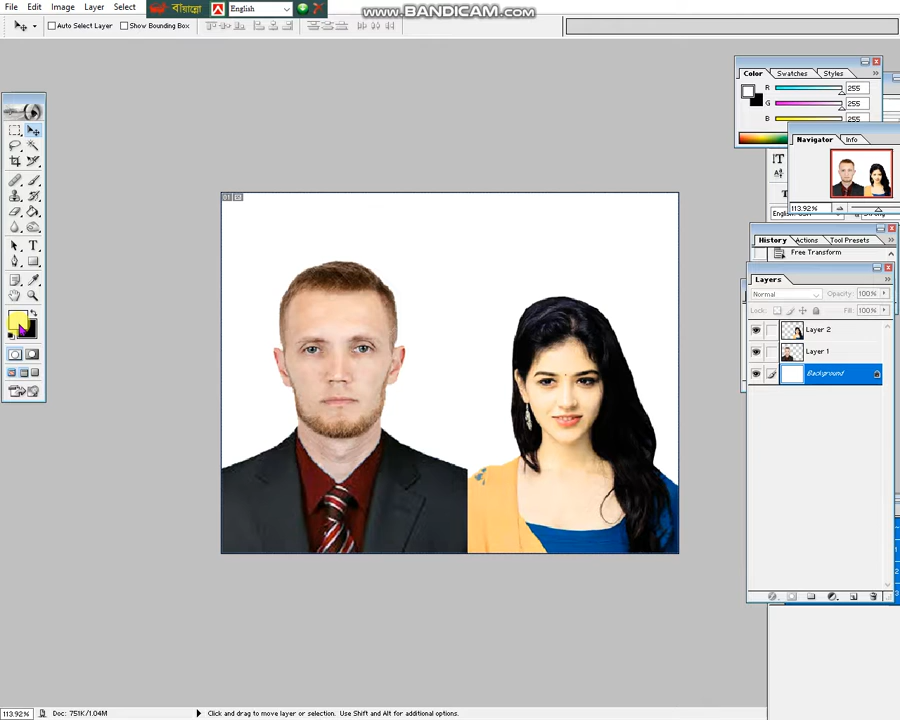 File Edit Image Layer Select
বায়ান্নো A English
www.BANDICAM.com
Auto Select Layer Show Bounding Box
Color Swatches Styles
R 255
G 255
B 255
Navigator Info
113.92%
English
History Actions Tool Presets
Free Transform
Layers
Normal Opacity: 100%
Lock: Fill: 100%
Layer 2
Layer 1
Background
T
01
113.92% Doc: 751K/1.04M Click and drag to move layer or selection. Use Shift and Alt for additional options.